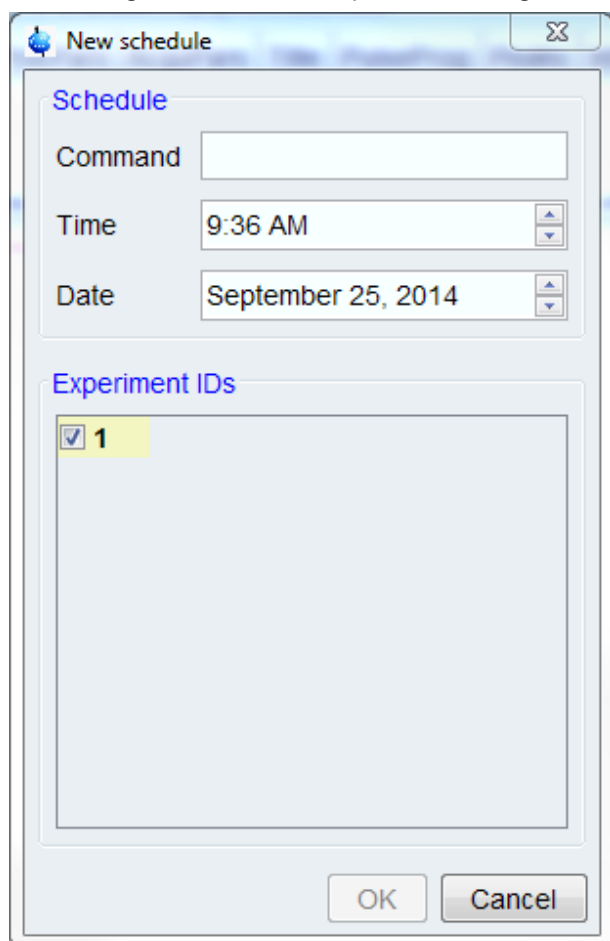 New schedule
Schedule
Command
Time 9:36 AM
Date September 25, 2014
Experiment IDs
1
OK Cancel